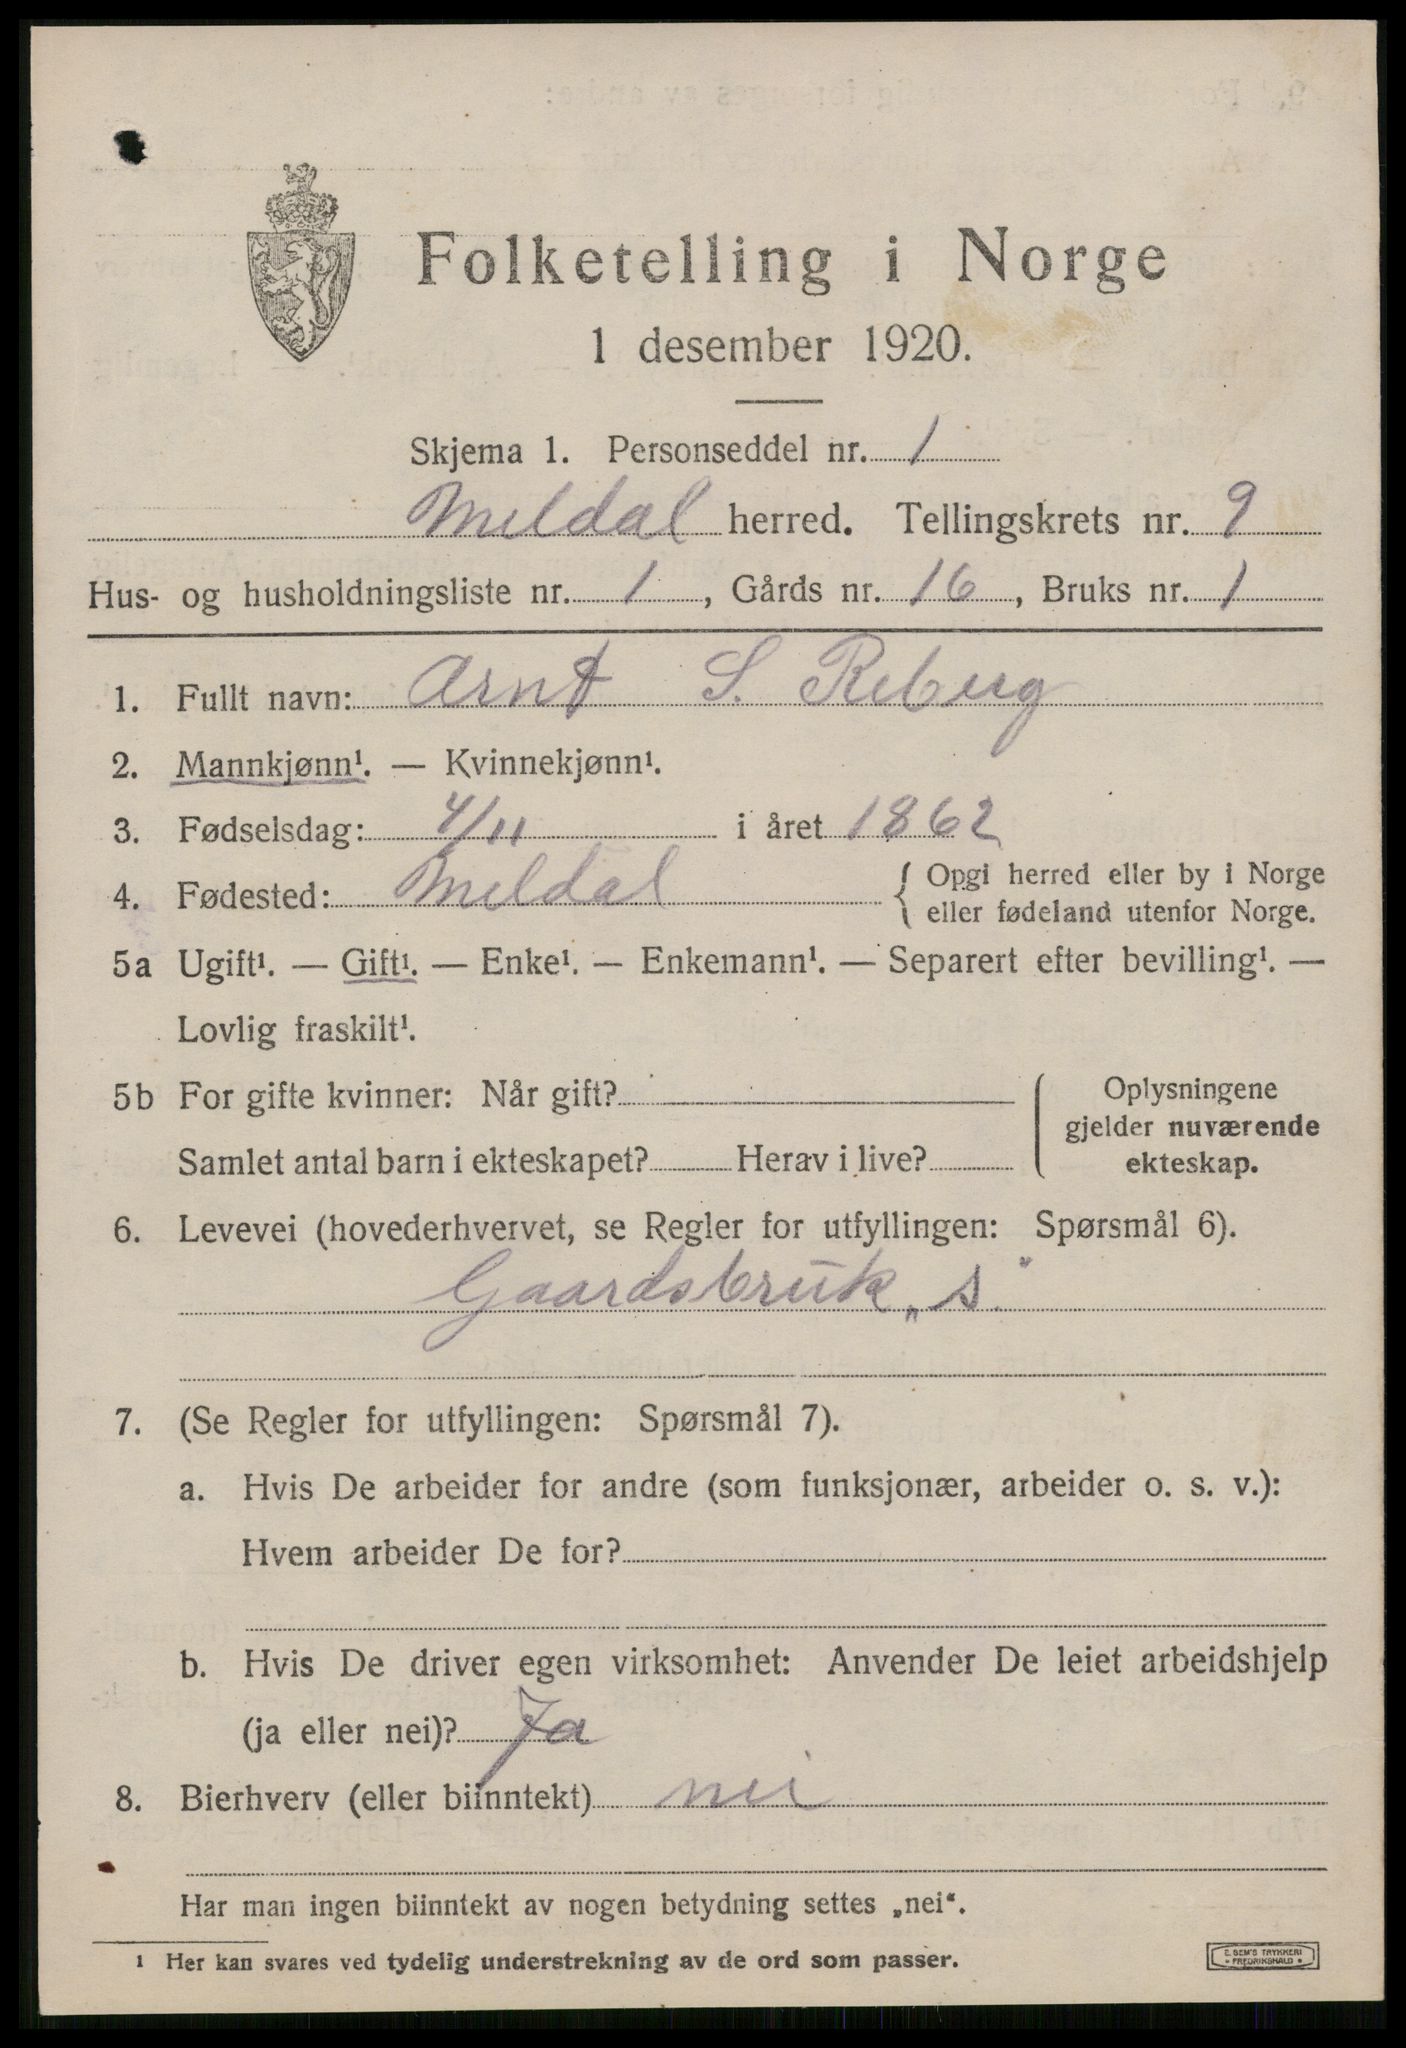 Folketelling i Norge
1 desember 1920.
Skjema 1. Personseddel nr. 1
Meldal herred. Tellingskrets nr. 9
Hus- og husholdningsliste nr. 1, Gårds nr. 16, Bruks nr. 1
1. Fullt navn: Arnt S. Reberg
2. Mannkjønn¹. — Kvinnekjønn¹.
3. Fødselsdag: 4/11 i året 1862
4. Fødested: Meldal { Opgi herred eller by i Norge
eller fødeland utenfor Norge.
5a Ugift¹. — Gift¹. — Enke¹. — Enkemann¹. — Separert efter bevilling¹. —
Lovlig fraskilt¹.
5b For gifte kvinner: Når gift?
Samlet antal barn i ekteskapet? Herav i live?
Oplysningene
gjelder nuværende
ekteskap.
6. Levevei (hovederhvervet, se Regler for utfyllingen: Spørsmål 6).
Gaardsbruk „s"
7. (Se Regler for utfyllingen: Spørsmål 7).
a. Hvis De arbeider for andre (som funksjonær, arbeider o. s. v.):
Hvem arbeider De for?
b. Hvis De driver egen virksomhet: Anvender De leiet arbeidshjelp
(ja eller nei)? Ja
8. Bierhverv (eller biinntekt) nei
Har man ingen biinntekt av nogen betydning settes „nei“.
¹ Her kan svares ved tydelig understrekning av de ord som passer.
E. SEM'S TRYKKERI
FREDRIKSHALD